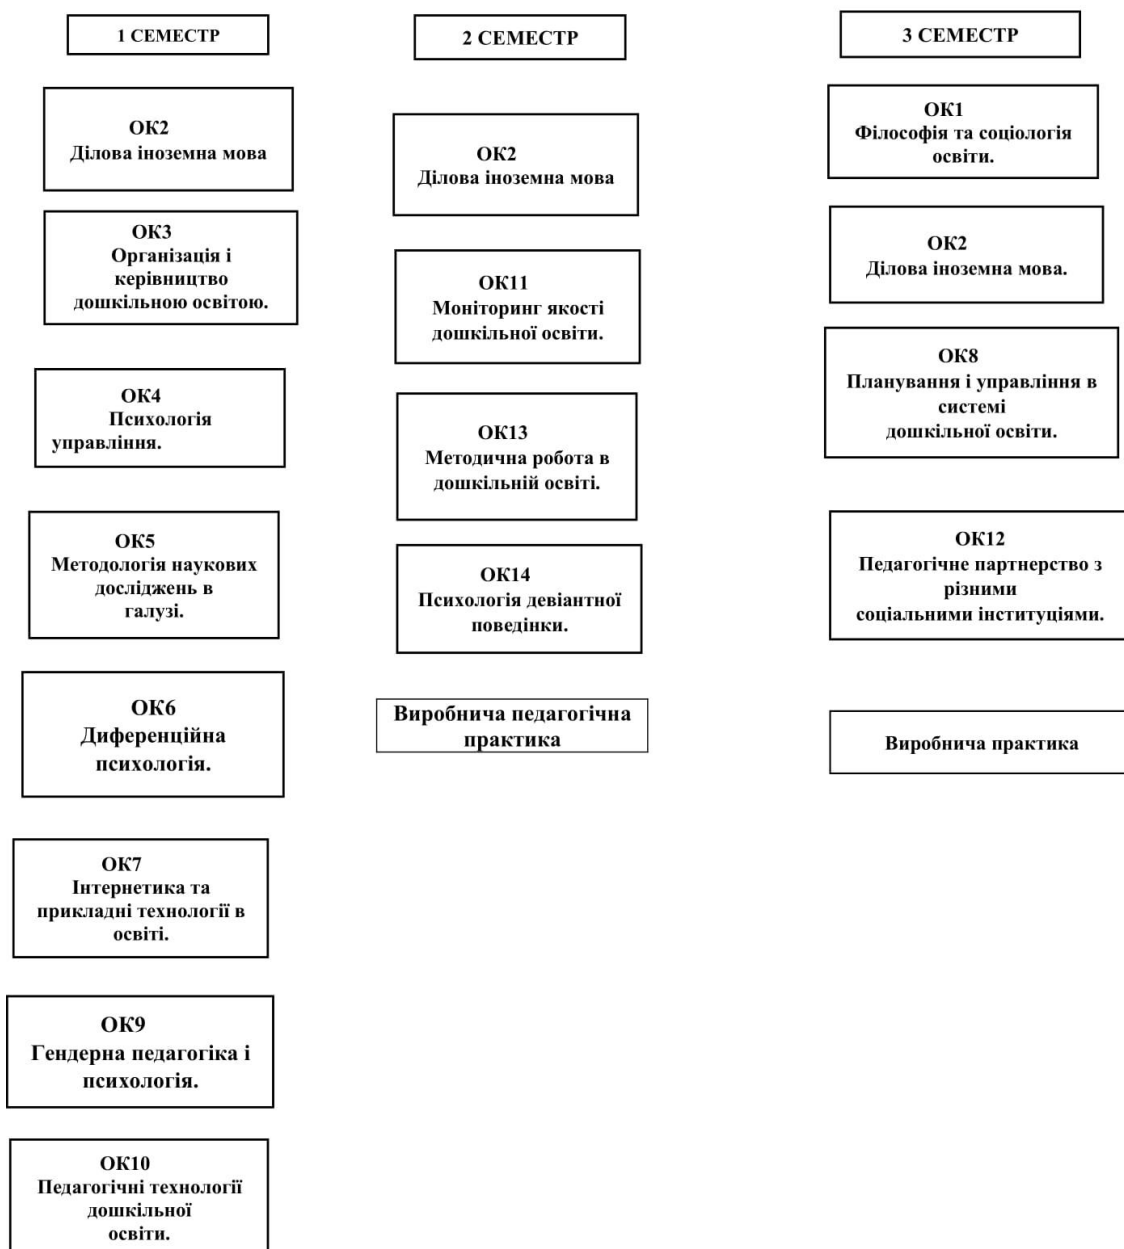 1 СЕМЕСТР
ОК2
Ділова іноземна мова
ОК3
Організація і
керівництво
дошкільною освітою.
ОК4
Психологія
управління.
ОК5
Методологія наукових
досліджень в
галузі.
ОК6
Диференційна
психологія.
ОК7
Інтернетика та
прикладні технології в
освіті.
ОК9
Гендерна педагогіка і
психологія.
ОК10
Педагогічні технології
дошкільної
освіти.
2 СЕМЕСТР
ОК2
Ділова іноземна мова
ОК11
Моніторинг якості
дошкільної освіти.
ОК13
Методична робота в
дошкільній освіті.
ОК14
Психологія девіантної
поведінки.
Виробнича педагогічна
практика
3 СЕМЕСТР
ОК1
Філософія та соціологія
освіти.
ОК2
Ділова іноземна мова.
ОК8
Планування і управління в
системі
дошкільної освіти.
ОК12
Педагогічне партнерство з
різними
соціальними інституціями.
Виробнича практика